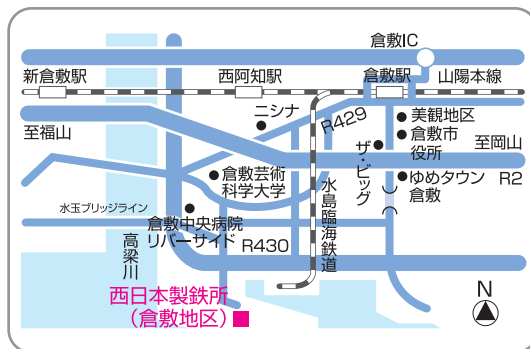 倉敷IC
新倉敷駅
西阿知駅
倉敷駅
山陽本線
ニシナ
R429
美観地区
倉敷市
役所
至福山
ザ・ビッグ
至岡山
R2
倉敷芸術
科学大学
水島臨海鉄道
ゆめタウン
倉敷
水玉ブリッジライン
倉敷中央病院
リバーサイド
高梁川
R430
西日本製鉄所
（倉敷地区）
N